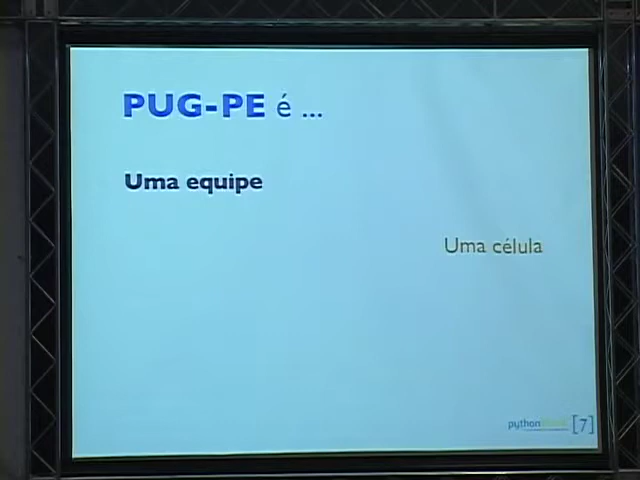 PUG-PE é ...
Uma equipe
Uma célula
python
[7]